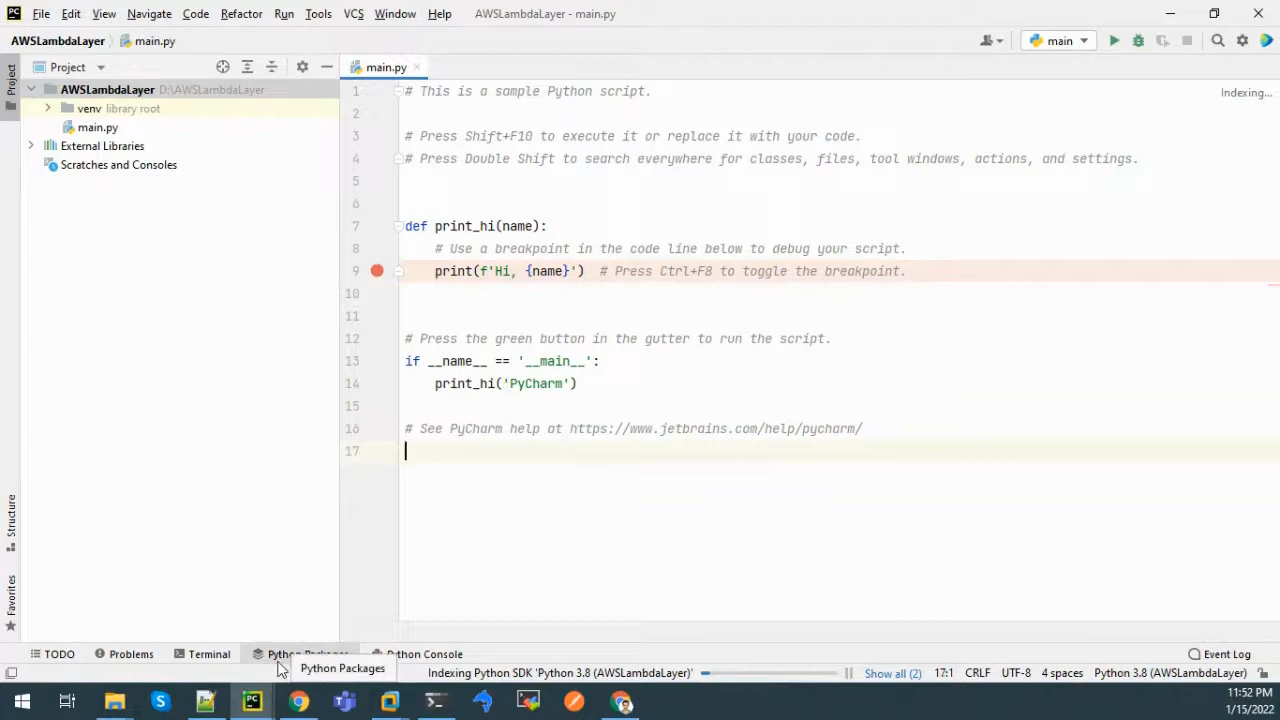 File Edit View Navigate Code Refactor Run Tools VCS Window Help AWSLambdaLayer - main.py
AWSLambdaLayer main.py main
Project main.py
Project
AWSLambdaLayer D:\AWSLambdaLayer
venv library root
main.py
External Libraries
Scratches and Consoles
Structure
Favorites
Indexing...
1 # This is a sample Python script.
2
3 # Press Shift+F10 to execute it or replace it with your code.
4 # Press Double Shift to search everywhere for classes, files, tool windows, actions, and settings.
5
6
7 def print_hi(name):
8 # Use a breakpoint in the code line below to debug your script.
9 print(f'Hi, {name}') # Press Ctrl+F8 to toggle the breakpoint.
10
11
12 # Press the green button in the gutter to run the script.
13 if __name__ == '__main__':
14 print_hi('PyCharm')
15
16 # See PyCharm help at https://www.jetbrains.com/help/pycharm/
17
TODO Problems Terminal Python Packages Python Console Event Log
Python Packages
Indexing Python SDK 'Python 3.8 (AWSLambdaLayer)' Show all (2) 17:1 CRLF UTF-8 4 spaces Python 3.8 (AWSLambdaLayer)
11:52 PM
1/15/2022